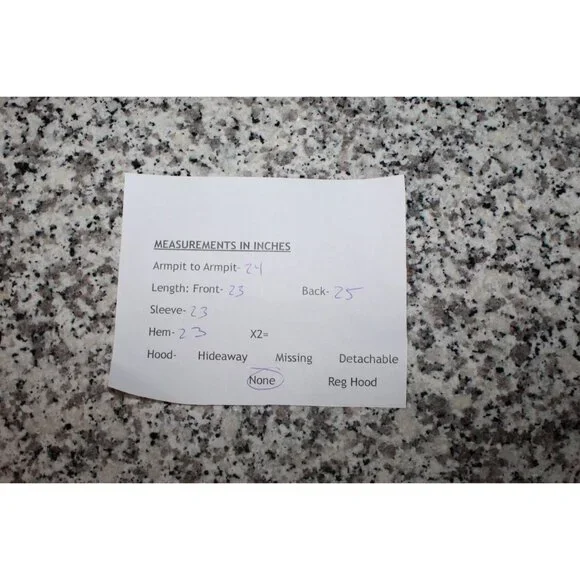 MEASUREMENTS IN INCHES
Armpit to Armpit- 24
Length: Front- 23 Back- 25
Sleeve- 23
Hem- 23 X2=
Hood- Hideaway Missing Detachable
None Reg Hood